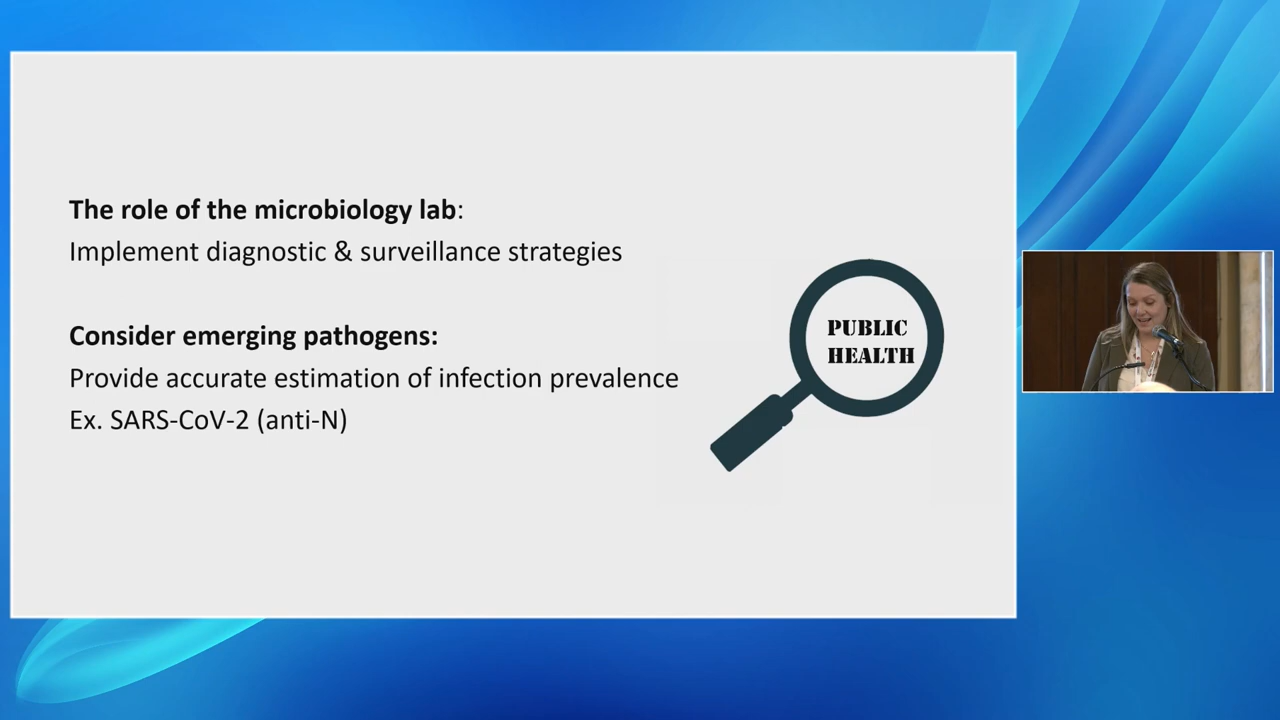 The role of the microbiology lab:
Implement diagnostic & surveillance strategies
Consider emerging pathogens:
Provide accurate estimation of infection prevalence
Ex. SARS-CoV-2 (anti-N)
PUBLIC
HEALTH